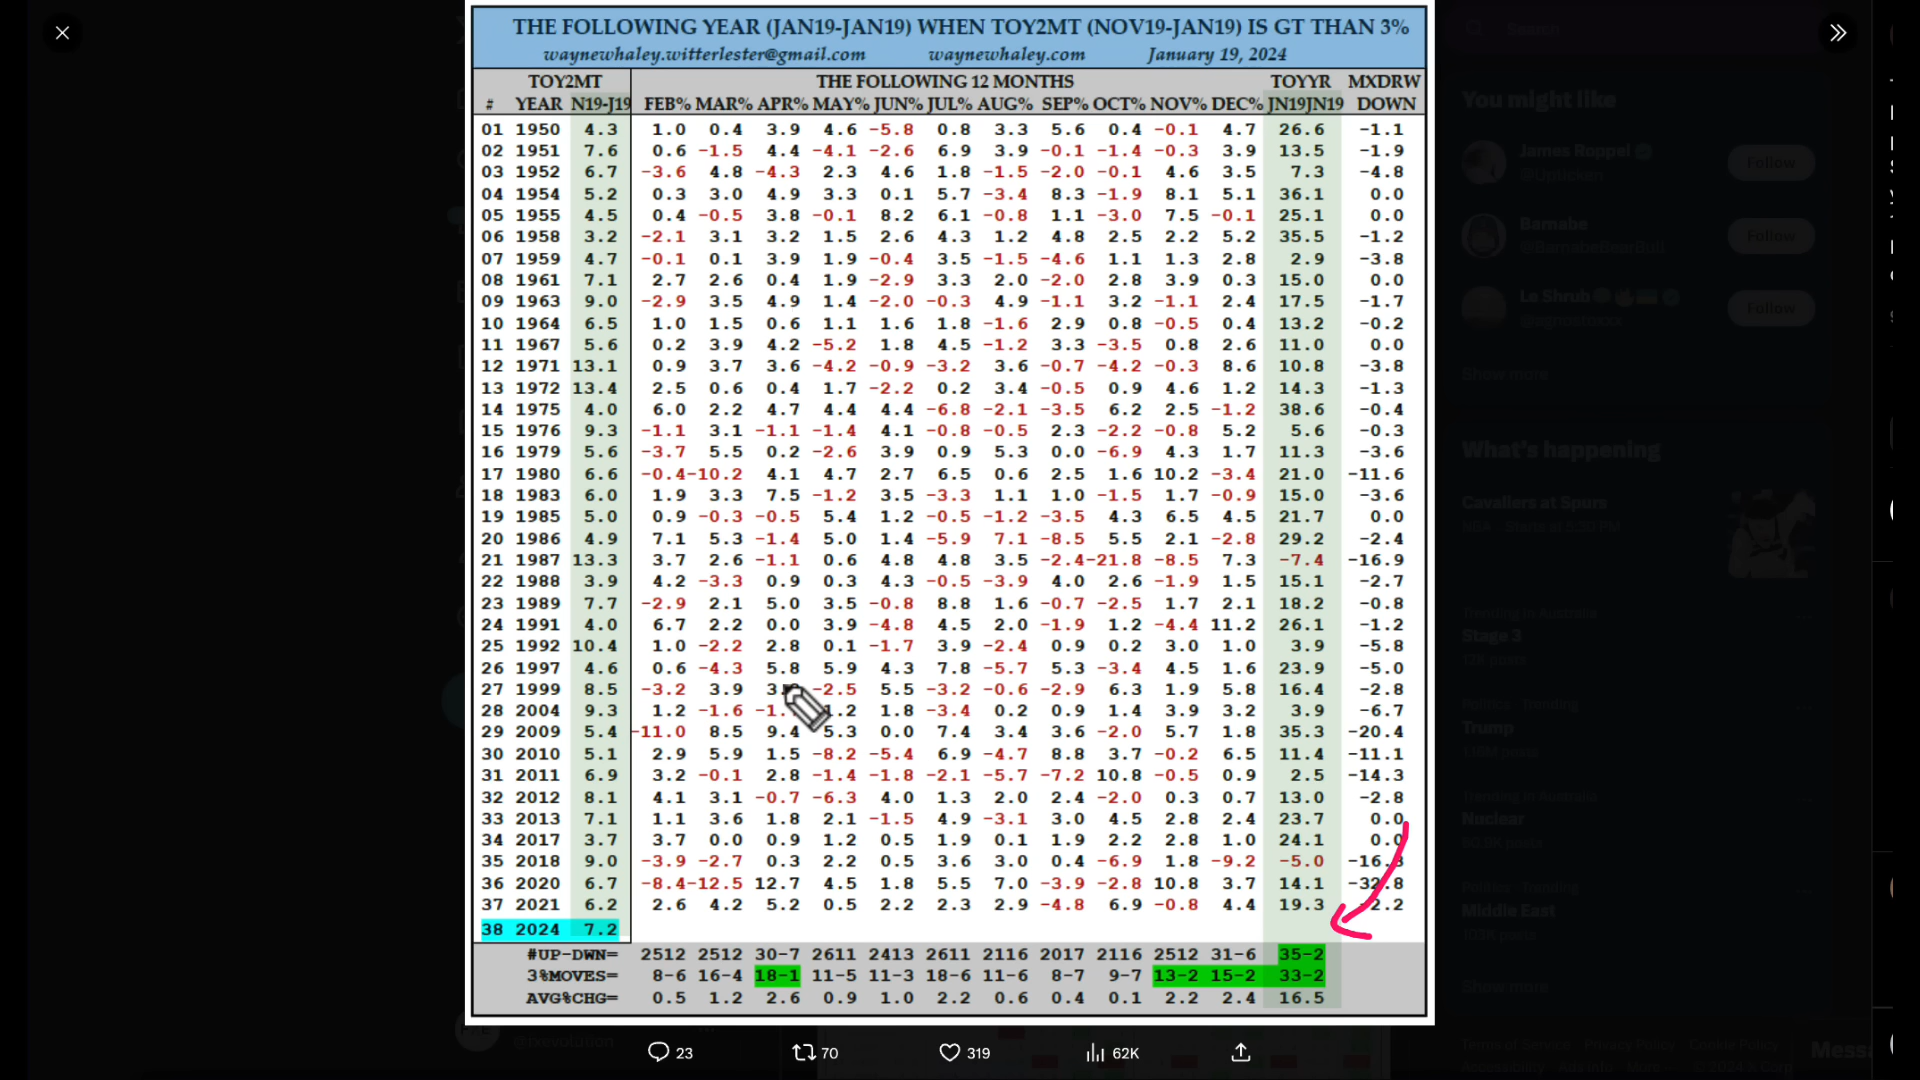 THE FOLLOWING YEAR (JAN19-JAN19) WHEN TOY2MT (NOV19-JAN19) IS GT THAN 3%
waynewhaley.witterlester@gmail.com waynewhaley.com January 19, 2024
TOY2MT THE FOLLOWING 12 MONTHS TOYYR MXDRW
# YEAR N19-J19 FEB% MAR% APR% MAY% JUN% JUL% AUG% SEP% OCT% NOV% DEC% JN19JN19 DOWN
01 1950 4.3 1.0 0.4 3.9 4.6 -5.8 0.8 3.3 5.6 0.4 -0.1 4.7 26.6 -1.1
02 1951 7.6 0.6 -1.5 4.4 -4.1 -2.6 6.9 3.9 -0.1 -1.4 -0.3 3.9 13.5 -1.9
03 1952 6.7 -3.6 4.8 -4.3 2.3 4.6 1.8 -1.5 -2.0 -0.1 4.6 3.5 7.3 -4.8
04 1954 5.2 0.3 3.0 4.9 3.3 0.1 5.7 -3.4 8.3 -1.9 8.1 5.1 36.1 0.0
05 1955 4.5 0.4 -0.5 3.8 -0.1 8.2 6.1 -0.8 1.1 -3.0 7.5 -0.1 25.1 0.0
06 1958 3.2 -2.1 3.1 3.2 1.5 2.6 4.3 1.2 4.8 2.5 2.2 5.2 35.5 -1.2
07 1959 4.7 -0.1 0.1 3.9 1.9 -0.4 3.5 -1.5 -4.6 1.1 1.3 2.8 2.9 -3.8
08 1961 7.1 2.7 2.6 0.4 1.9 -2.9 3.3 2.0 -2.0 2.8 3.9 0.3 15.0 0.0
09 1963 9.0 -2.9 3.5 4.9 1.4 -2.0 -0.3 4.9 -1.1 3.2 -1.1 2.4 17.5 -1.7
10 1964 6.5 1.0 1.5 0.6 1.1 1.6 1.8 -1.6 2.9 0.8 -0.5 0.4 13.2 -0.2
11 1967 5.6 0.2 3.9 4.2 -5.2 1.8 4.5 -1.2 3.3 -3.5 0.8 2.6 11.0 0.0
12 1971 13.1 0.9 3.7 3.6 -4.2 -0.9 -3.2 3.6 -0.7 -4.2 -0.3 8.6 10.8 -3.8
13 1972 13.4 2.5 0.6 0.4 1.7 -2.2 0.2 3.4 -0.5 0.9 4.6 1.2 14.3 -1.3
14 1975 4.0 6.0 2.2 4.7 4.4 4.4 -6.8 -2.1 -3.5 6.2 2.5 -1.2 38.6 -0.4
15 1976 9.3 -1.1 3.1 -1.1 -1.4 4.1 -0.8 -0.5 2.3 -2.2 -0.8 5.2 5.6 -0.3
16 1979 5.6 -3.7 5.5 0.2 -2.6 3.9 0.9 5.3 0.0 -6.9 4.3 1.7 11.3 -3.6
17 1980 6.6 -0.4-10.2 4.1 4.7 2.7 6.5 0.6 2.5 1.6 10.2 -3.4 21.0 -11.6
18 1983 6.0 1.9 3.3 7.5 -1.2 3.5 -3.3 1.1 1.0 -1.5 1.7 -0.9 15.0 -3.6
19 1985 5.0 0.9 -0.3 -0.5 5.4 1.2 -0.5 -1.2 -3.5 4.3 6.5 4.5 21.7 0.0
20 1986 4.9 7.1 5.3 -1.4 5.0 1.4 -5.9 7.1 -8.5 5.5 2.1 -2.8 29.2 -2.4
21 1987 13.3 3.7 2.6 -1.1 0.6 4.8 4.8 3.5 -2.4-21.8 -8.5 7.3 -7.4 -16.9
22 1988 3.9 4.2 -3.3 0.9 0.3 4.3 -0.5 -3.9 4.0 2.6 -1.9 1.5 15.1 -2.7
23 1989 7.7 -2.9 2.1 5.0 3.5 -0.8 8.8 1.6 -0.7 -2.5 1.7 2.1 18.2 -0.8
24 1991 4.0 6.7 2.2 0.0 3.9 -4.8 4.5 2.0 -1.9 1.2 -4.4 11.2 26.1 -1.2
25 1992 10.4 1.0 -2.2 2.8 0.1 -1.7 3.9 -2.4 0.9 0.2 3.0 1.0 3.9 -5.8
26 1997 4.6 0.6 -4.3 5.8 5.9 4.3 7.8 -5.7 5.3 -3.4 4.5 1.6 23.9 -5.0
27 1999 8.5 -3.2 3.9 -2.5 5.5 -3.2 -0.6 -2.9 6.3 1.9 5.8 16.4 -2.8
28 2004 9.3 1.2 -1.6 1.8 -3.4 0.2 0.9 1.4 3.9 3.2 3.9 -6.7
29 2009 5.4 -11.0 8.5 9.4 5.3 0.0 7.4 3.4 3.6 -2.0 5.7 1.8 35.3 -20.4
30 2010 5.1 2.9 5.9 1.5 -8.2 -5.4 6.9 -4.7 8.8 3.7 -0.2 6.5 11.4 -11.1
31 2011 6.9 3.2 -0.1 2.8 -1.4 -1.8 -2.1 -5.7 -7.2 10.8 -0.5 0.9 2.5 -14.3
32 2012 8.1 4.1 3.1 -0.7 -6.3 4.0 1.3 2.0 2.4 -2.0 0.3 0.7 13.0 -2.8
33 2013 7.1 1.1 3.6 1.8 2.1 -1.5 4.9 -3.1 3.0 4.5 2.8 2.4 23.7 0.0
34 2017 3.7 3.7 0.0 0.9 1.2 0.5 1.9 0.1 1.9 2.2 2.8 1.0 24.1 0.0
35 2018 9.0 -3.9 -2.7 0.3 2.2 0.5 3.6 3.0 0.4 -6.9 1.8 -9.2 -5.0
36 2020 6.7 -8.4-12.5 12.7 4.5 1.8 5.5 7.0 -3.9 -2.8 10.8 3.7 14.1 -32.8
37 2021 6.2 2.6 4.2 5.2 0.5 2.2 2.3 2.9 -4.8 6.9 -0.8 4.4 19.3
38 2024 7.2
#UP-DWN= 2512 2512 30-7 2611 2413 2611 2116 2017 2116 2512 31-6 35-2
3%MOVES= 8-6 16-4 18-1 11-5 11-3 18-6 11-6 8-7 9-7 13-2 15-2 33-2
AVG%CHG= 0.5 1.2 2.6 0.9 1.0 2.2 0.6 0.4 0.1 2.2 2.4 16.5
23 70 319 62K
Search
You might like
James Roppel
Follow
Barnabe
Follow
Le Shrub
Follow
Show more
What's happening
Cavaliers at Spurs
Trending in Australia
Stage 3
Politics · Trending
Trump
Trending in Australia
Nuclear
Politics · Trending
Middle East
Show more
Terms of Service Privacy Policy Cookie Policy